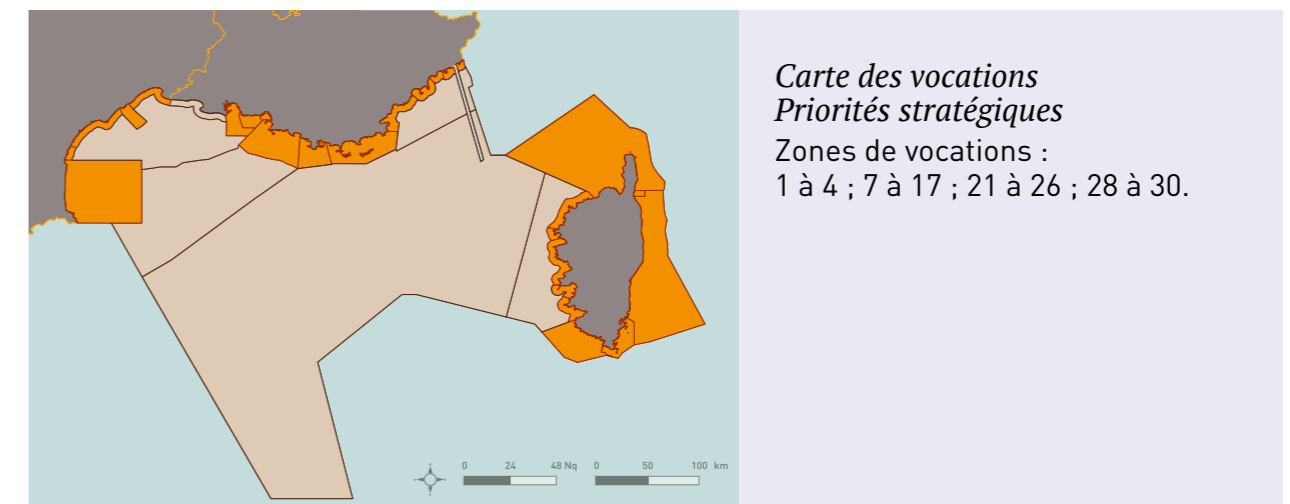 Carte des vocations
Priorités stratégiques
Zones de vocations :
1 à 4 ; 7 à 17 ; 21 à 26 ; 28 à 30.
0 24 48 Nq 0 50 100 km